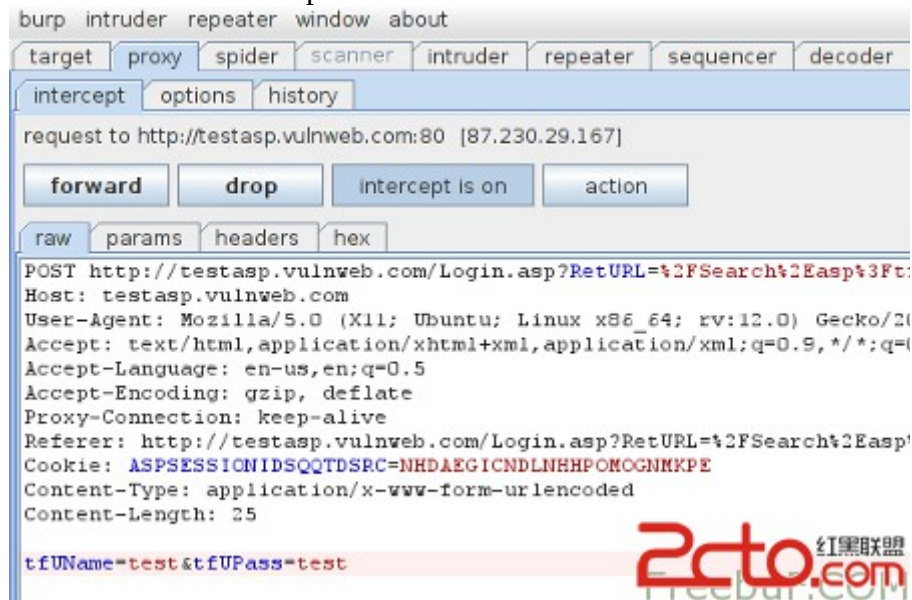 burp intruder repeater window about
target proxy spider scanner intruder repeater sequencer decoder
intercept options history
request to http://testasp.vulnweb.com:80 [87.230.29.167]
forward drop intercept is on action
raw params headers hex
POST http://testasp.vulnweb.com/Login.asp?RetURL=%2FSearch%2Easp%3Ft
Host: testasp.vulnweb.com
User-Agent: Mozilla/5.0 (X11; Ubuntu; Linux x86_64; rv:12.0) Gecko/20
Accept: text/html,application/xhtml+xml,application/xml;q=0.9,*/*;q=
Accept-Language: en-us,en;q=0.5
Accept-Encoding: gzip, deflate
Proxy-Connection: keep-alive
Referer: http://testasp.vulnweb.com/Login.asp?RetURL=%2FSearch%2Easp
Cookie: ASPSESSIONIDSQQTDSRC=NHDAEGICNDLNHHPOMOGNMKPE
Content-Type: application/x-www-form-urlencoded
Content-Length: 25
tfUName=test&tfUPass=test
2cto.com 红黑联盟
FreebuF.COM